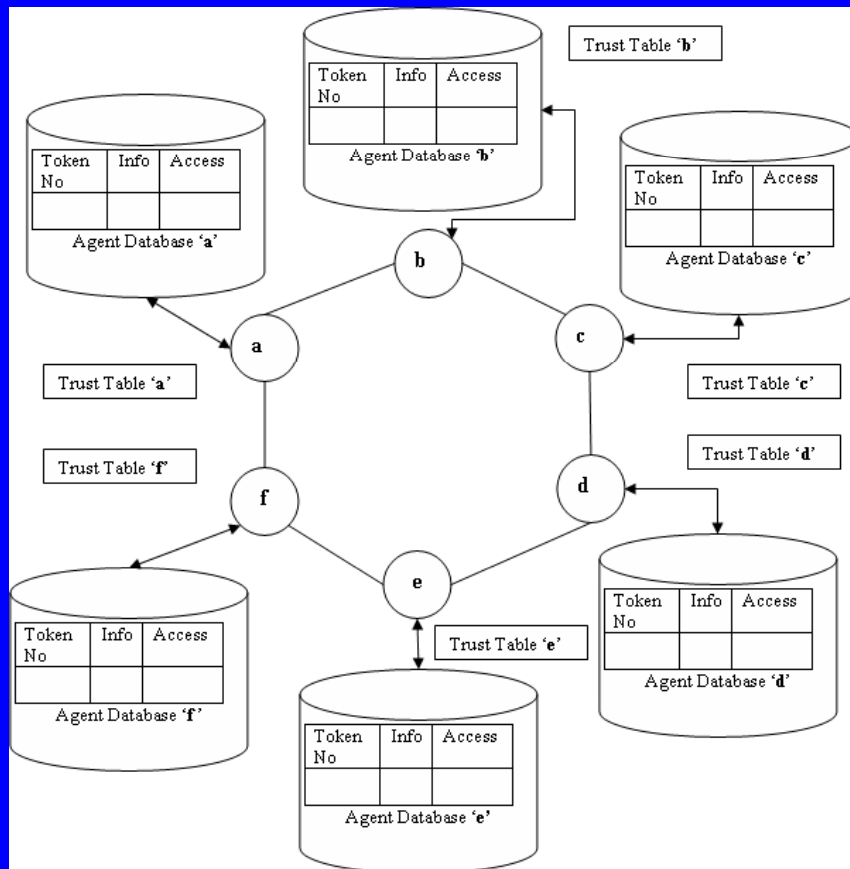 Trust Table ‘b’
Token No Info Access
Agent Database ‘b’
Token No Info Access
Agent Database ‘a’
Token No Info Access
Agent Database ‘c’
b
a
c
Trust Table ‘a’
Trust Table ‘c’
Trust Table ‘f’
Trust Table ‘d’
f
d
e
Token No Info Access
Agent Database ‘f’
Trust Table ‘e’
Token No Info Access
Agent Database ‘d’
Token No Info Access
Agent Database ‘e’